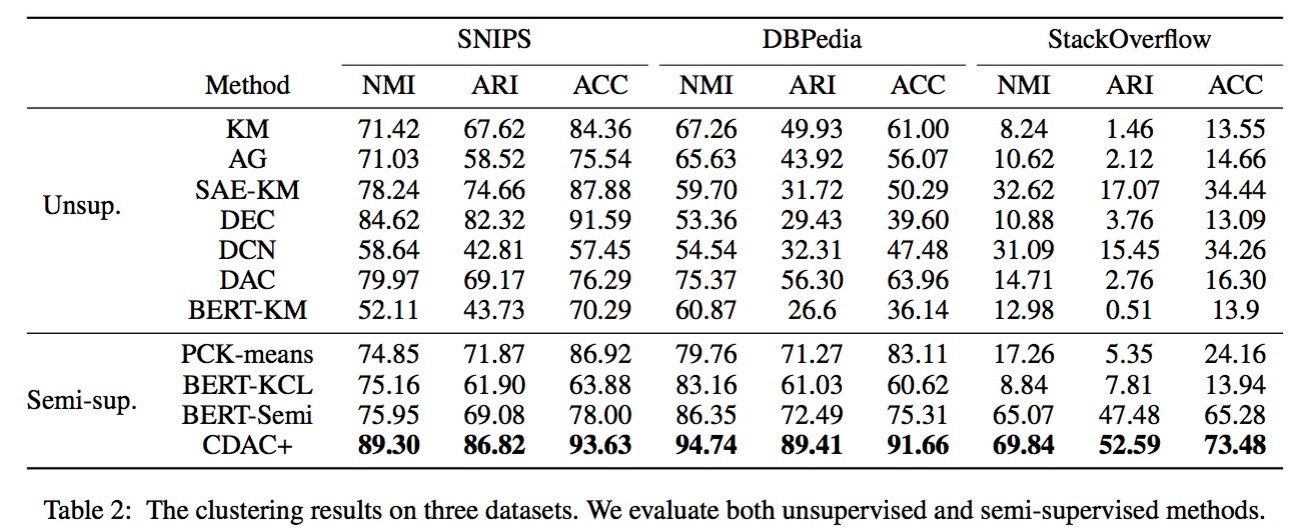 SNIPS DBPedia StackOverflow
Method NMI ARI ACC NMI ARI ACC NMI ARI ACC
KM 71.42 67.62 84.36 67.26 49.93 61.00 8.24 1.46 13.55
AG 71.03 58.52 75.54 65.63 43.92 56.07 10.62 2.12 14.66
SAE-KM 78.24 74.66 87.88 59.70 31.72 50.29 32.62 17.07 34.44
Unsup. DEC 84.62 82.32 91.59 53.36 29.43 39.60 10.88 3.76 13.09
DCN 58.64 42.81 57.45 54.54 32.31 47.48 31.09 15.45 34.26
DAC 79.97 69.17 76.29 75.37 56.30 63.96 14.71 2.76 16.30
BERT-KM 52.11 43.73 70.29 60.87 26.6 36.14 12.98 0.51 13.9
PCK-means 74.85 71.87 86.92 79.76 71.27 83.11 17.26 5.35 24.16
BERT-KCL 75.16 61.90 63.88 83.16 61.03 60.62 8.84 7.81 13.94
Semi-sup. BERT-Semi 75.95 69.08 78.00 86.35 72.49 75.31 65.07 47.48 65.28
CDAC+ 89.30 86.82 93.63 94.74 89.41 91.66 69.84 52.59 73.48
Table 2: The clustering results on three datasets. We evaluate both unsupervised and semi-supervised methods.